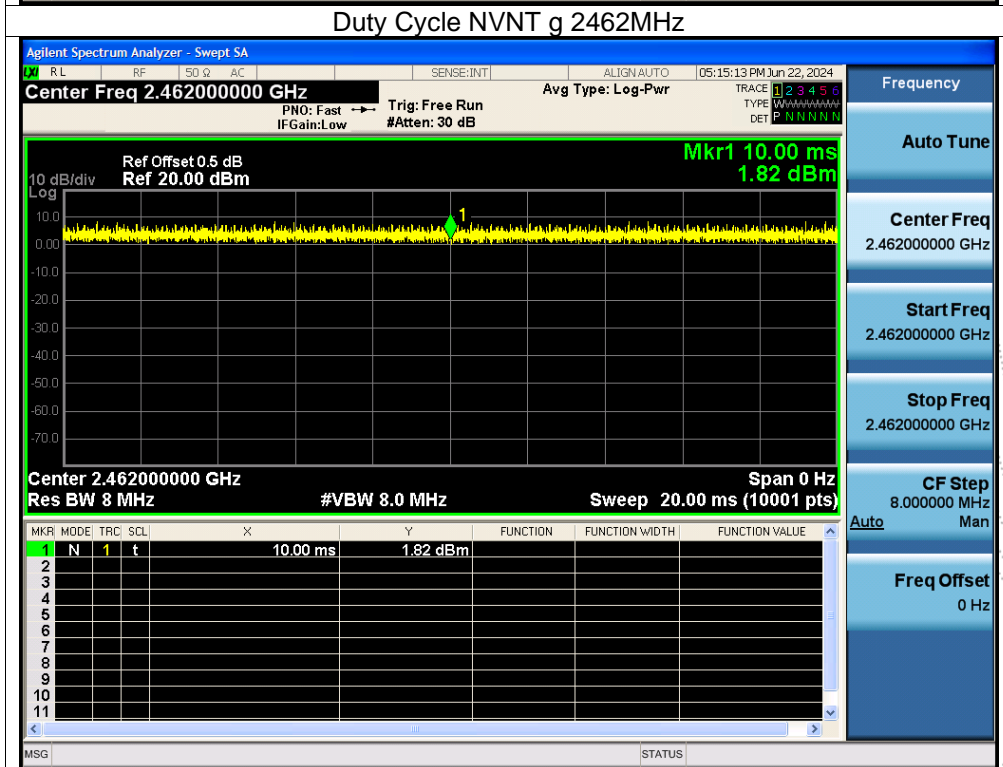 Duty Cycle NVNT g 2462MHz
Agilent Spectrum Analyzer - Swept SA
LXI RL RF 50 Ω AC SENSE:INT ALIGN AUTO 05:15:13 PM Jun 22, 2024
Center Freq 2.462000000 GHz Avg Type: Log-Pwr TRACE 1 2 3 4 5 6
PNO: Fast Trig: Free Run TYPE WWWWWW
IFGain:Low #Atten: 30 dB DET P N N N N N
Mkr1 10.00 ms
1.82 dBm
Ref Offset 0.5 dB
10 dB/div Ref 20.00 dBm
Log
10.0
0.00
-10.0
-20.0
-30.0
-40.0
-50.0
-60.0
-70.0
1
Center 2.462000000 GHz Span 0 Hz
Res BW 8 MHz #VBW 8.0 MHz Sweep 20.00 ms (10001 pts)
MKR MODE TRC SCL X Y FUNCTION FUNCTION WIDTH FUNCTION VALUE
1 N 1 t 10.00 ms 1.82 dBm
2
3
4
5
6
7
8
9
10
11
MSG STATUS
Frequency
Auto Tune
Center Freq
2.462000000 GHz
Start Freq
2.462000000 GHz
Stop Freq
2.462000000 GHz
CF Step
8.000000 MHz
Auto Man
Freq Offset
0 Hz